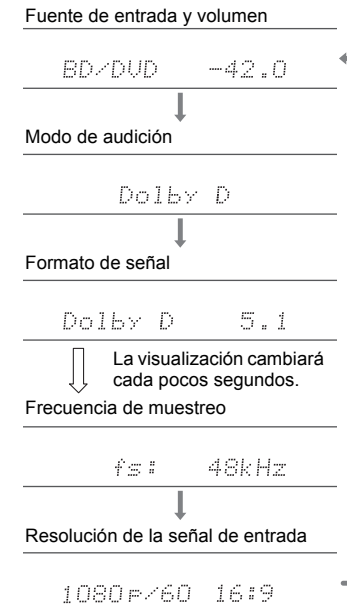 Fuente de entrada y volumen
BD/DVD -42.0
Modo de audición
Dolby D
Formato de señal
Dolby D 5.1
La visualización cambiará
cada pocos segundos.
Frecuencia de muestreo
fs: 48kHz
Resolución de la señal de entrada
1080p/60 16:9